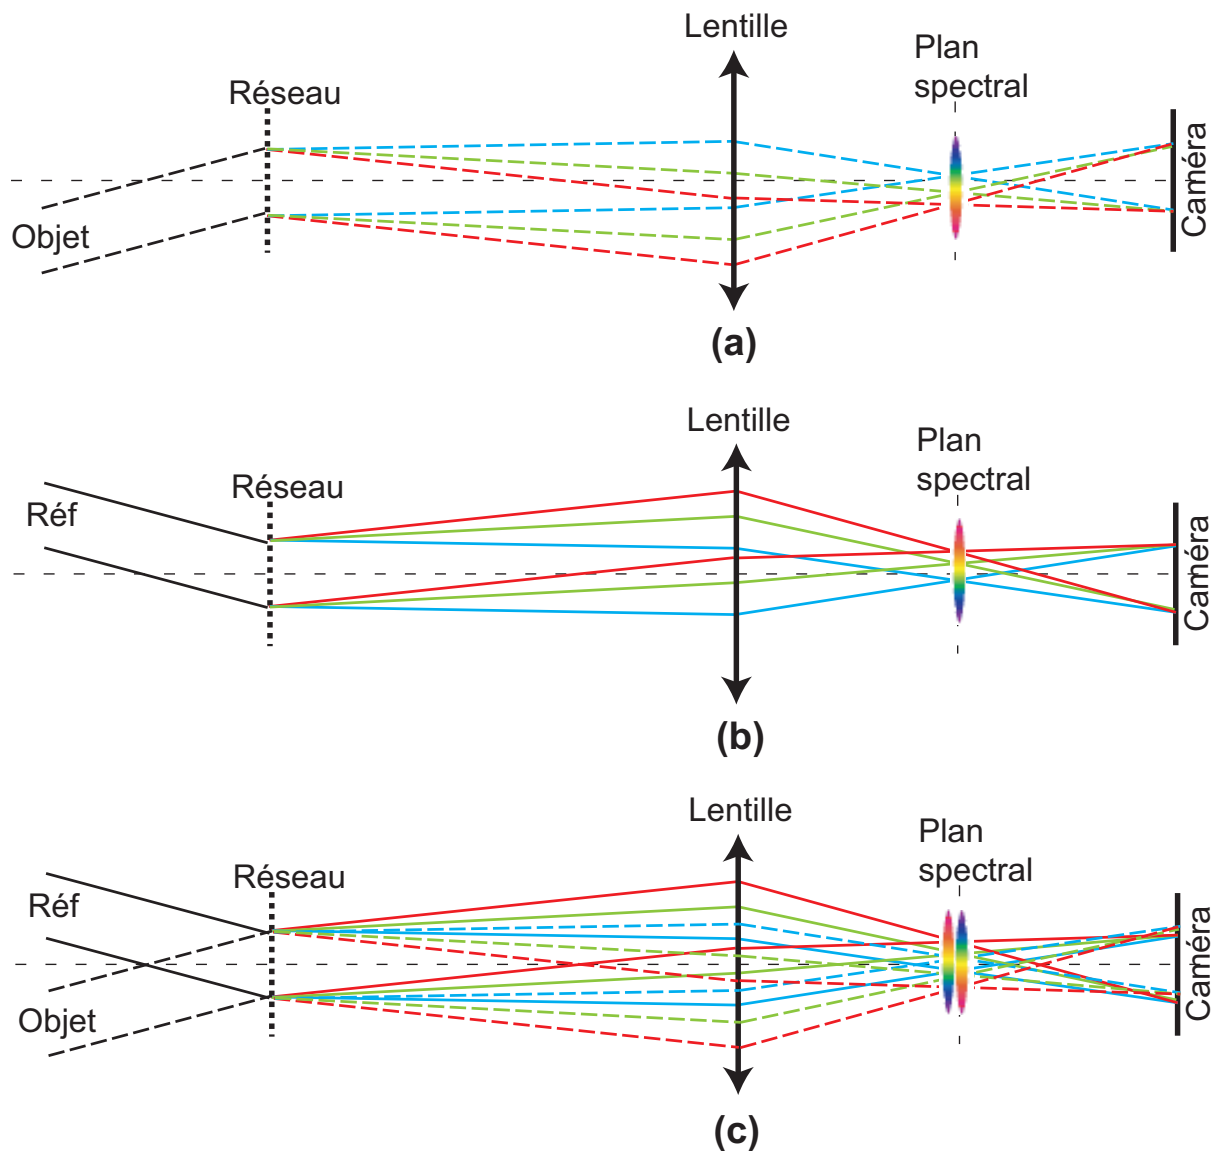 Lentille
Plan
spectral
Réseau
Objet
Caméra
(a)
Lentille
Plan
spectral
Réseau
Réf
Caméra
(b)
Lentille
Plan
spectral
Réseau
Réf
Objet
Caméra
(c)